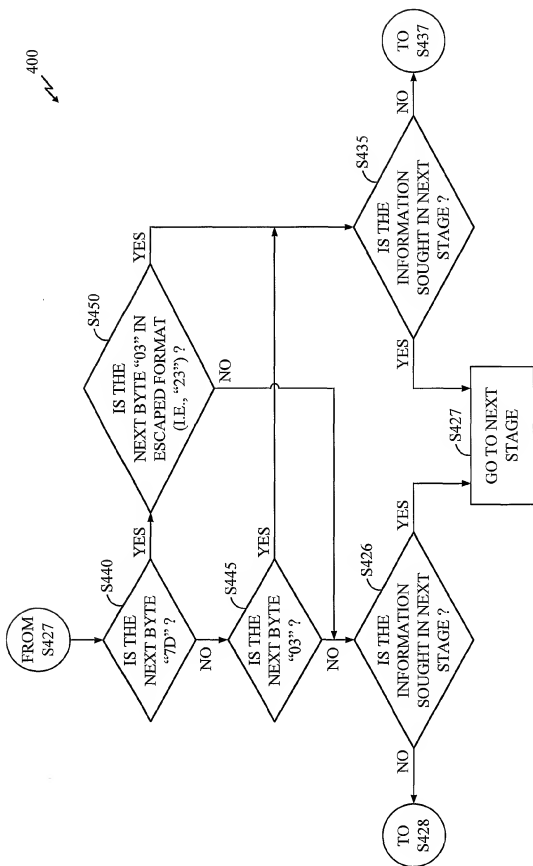 400
FROM
S427
S440
IS THE
NEXT BYTE
“7D” ?
YES
NO
S450
IS THE
NEXT BYTE “03” IN
ESCAPED FORMAT
(I.E., “23”) ?
YES
NO
S445
IS THE
NEXT BYTE
“03” ?
YES
NO
S426
IS THE
INFORMATION
SOUGHT IN NEXT
STAGE ?
YES
NO
TO
S428
S435
IS THE
INFORMATION
SOUGHT IN NEXT
STAGE ?
YES
NO
TO
S437
S427
GO TO NEXT
STAGE